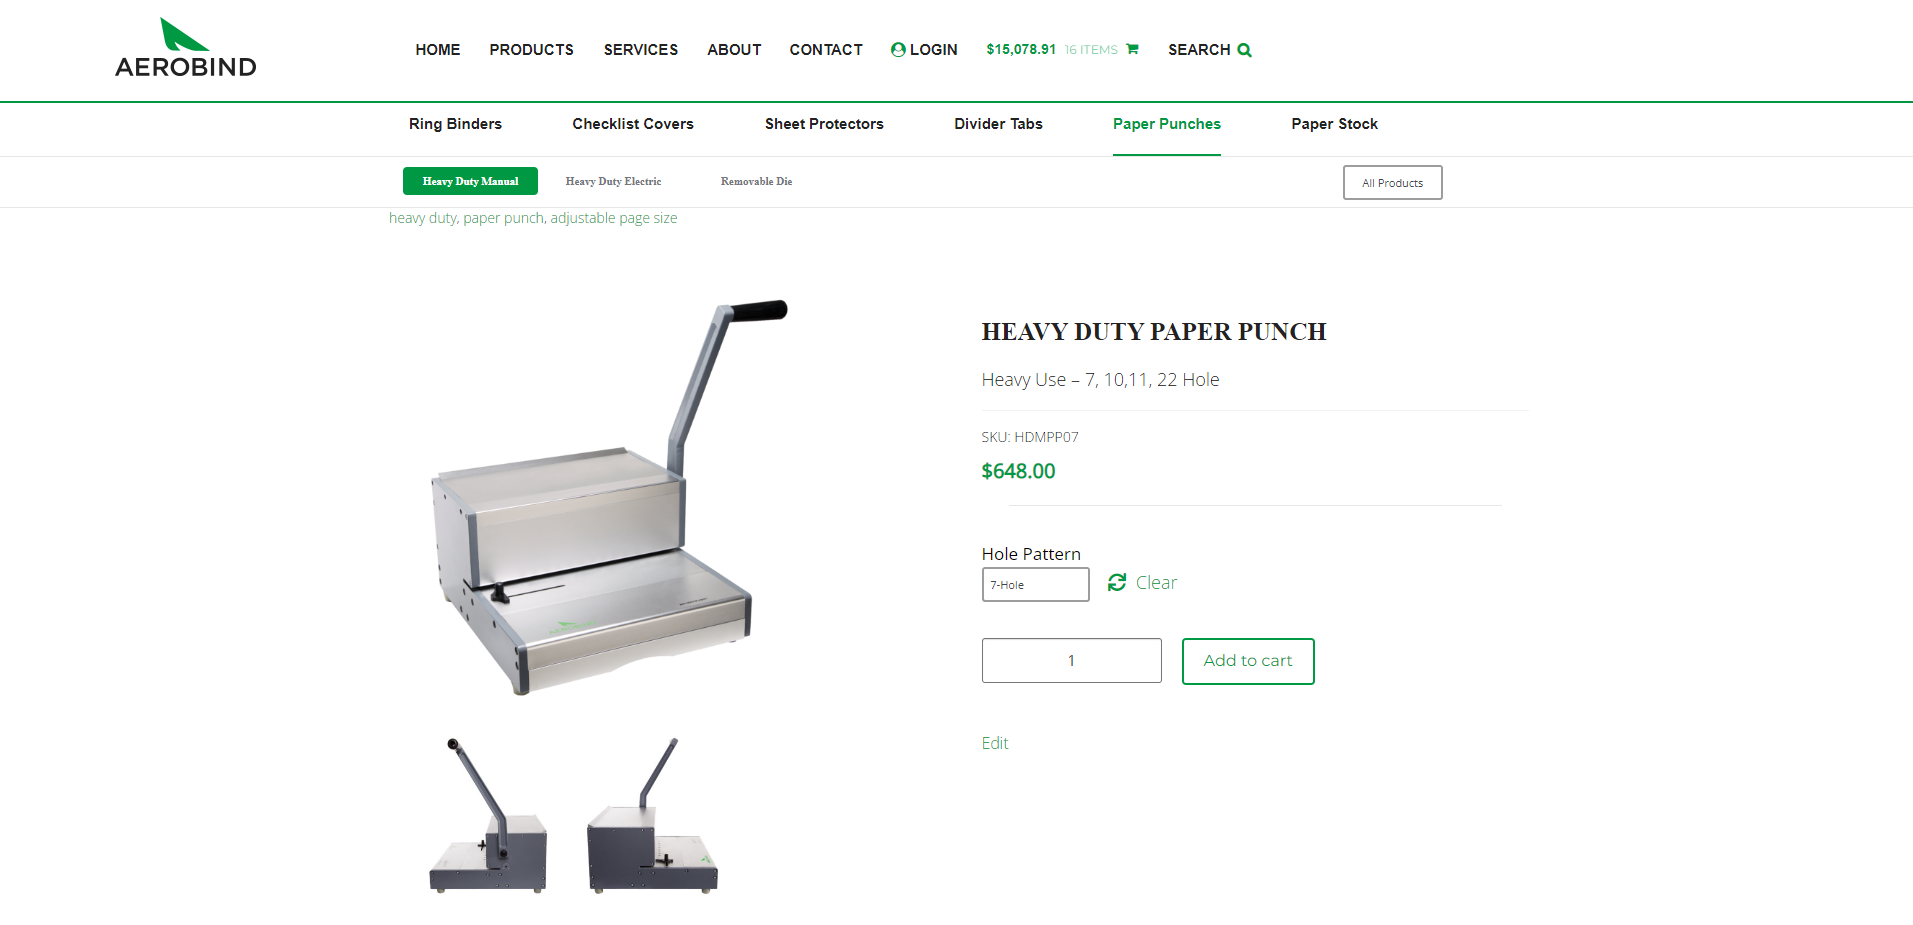 AEROBIND
HOME PRODUCTS SERVICES ABOUT CONTACT LOGIN $15,078.91 16 ITEMS SEARCH
Ring Binders Checklist Covers Sheet Protectors Divider Tabs Paper Punches Paper Stock
Heavy Duty Manual Heavy Duty Electric Removable Die All Products
heavy duty, paper punch, adjustable page size
HEAVY DUTY PAPER PUNCH
Heavy Use – 7, 10,11, 22 Hole
SKU: HDMPP07
$648.00
Hole Pattern
7-Hole Clear
1 Add to cart
Edit